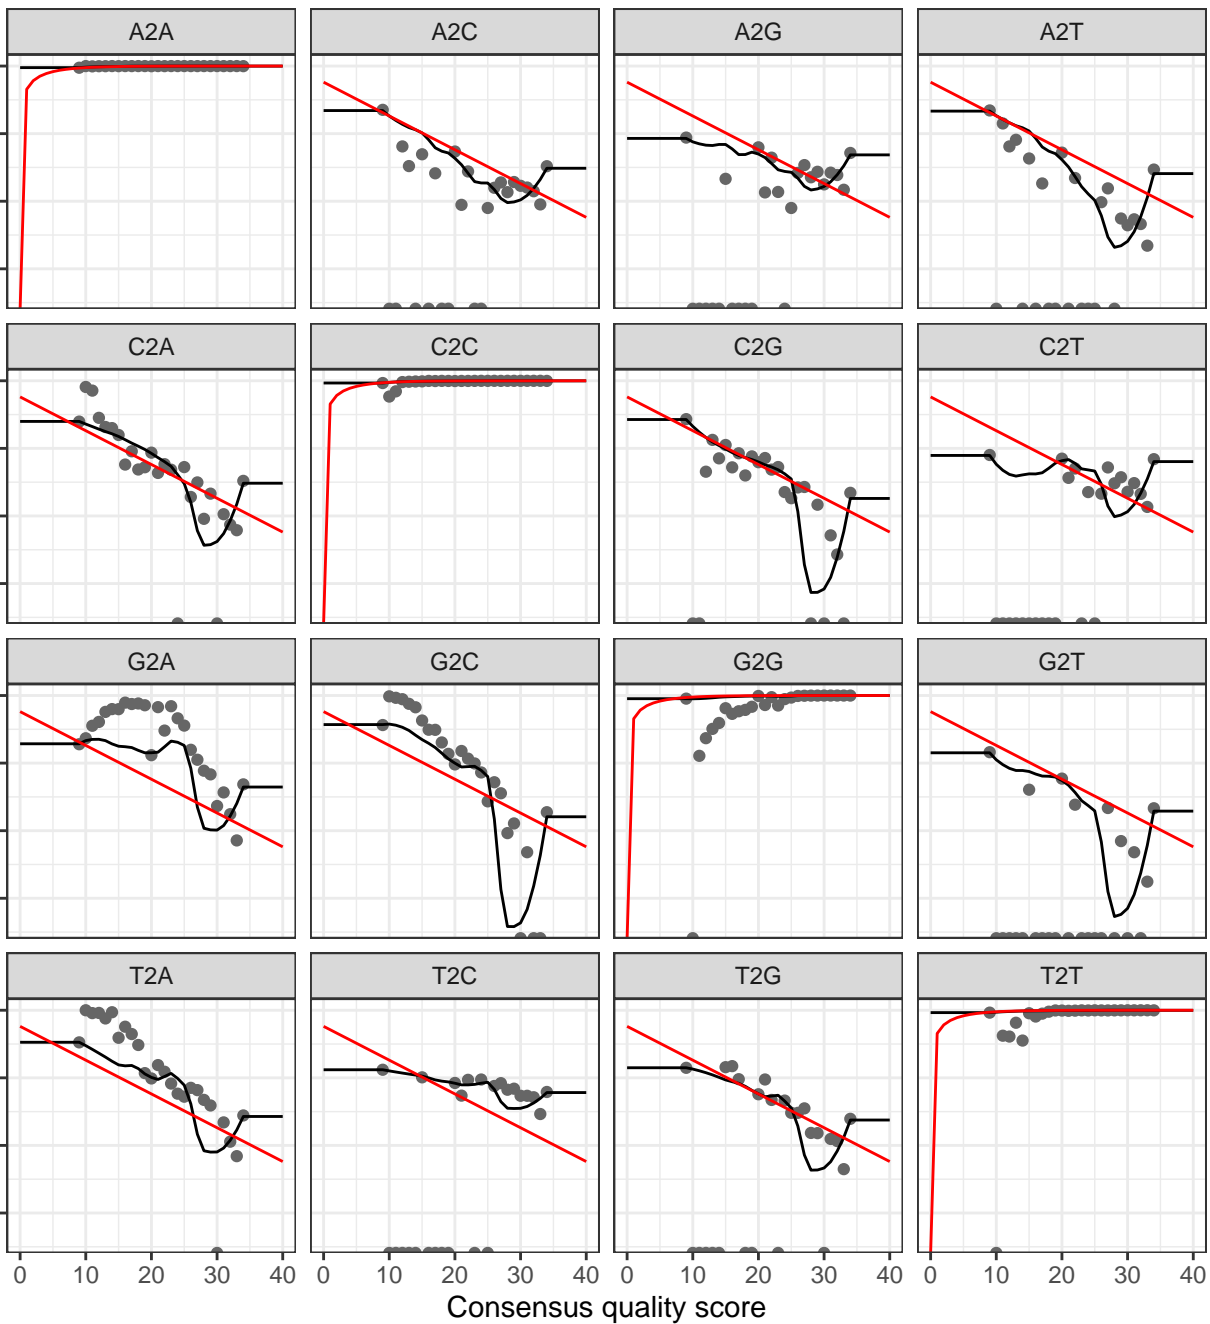 A2A A2C A2G A2T
C2A C2C C2G C2T
G2A G2C G2G G2T
T2A T2C T2G T2T
0 10 20 30 40 0 10 20 30 40 0 10 20 30 40 0 10 20 30 40
Consensus quality score